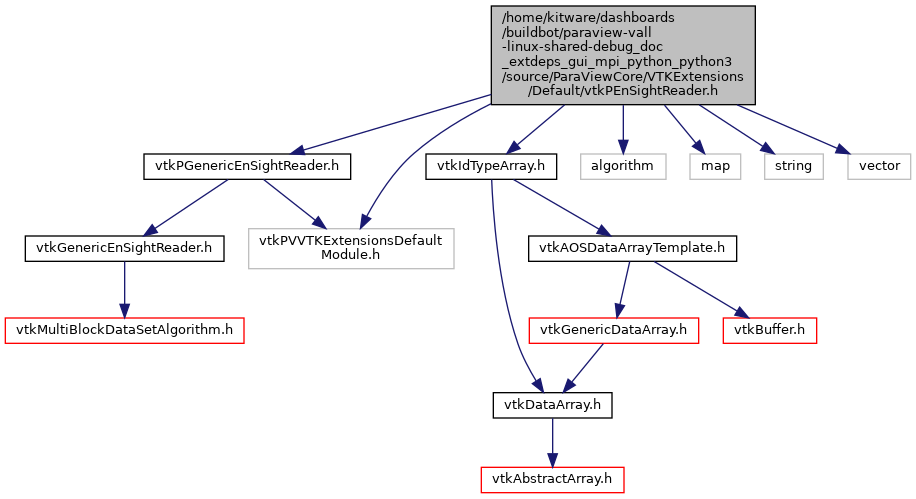 /home/kitware/dashboards
/buildbot/paraview-vall
-linux-shared-debug_doc
_extdeps_gui_mpi_python_python3
/source/ParaViewCore/VTKExtensions
/Default/vtkPEnSightReader.h
vtkPGenericEnSightReader.h
vtkIdTypeArray.h
algorithm
map
string
vector
vtkGenericEnSightReader.h
vtkPVVTKExtensionsDefault
Module.h
vtkAOSDataArrayTemplate.h
vtkMultiBlockDataSetAlgorithm.h
vtkGenericDataArray.h
vtkBuffer.h
vtkDataArray.h
vtkAbstractArray.h